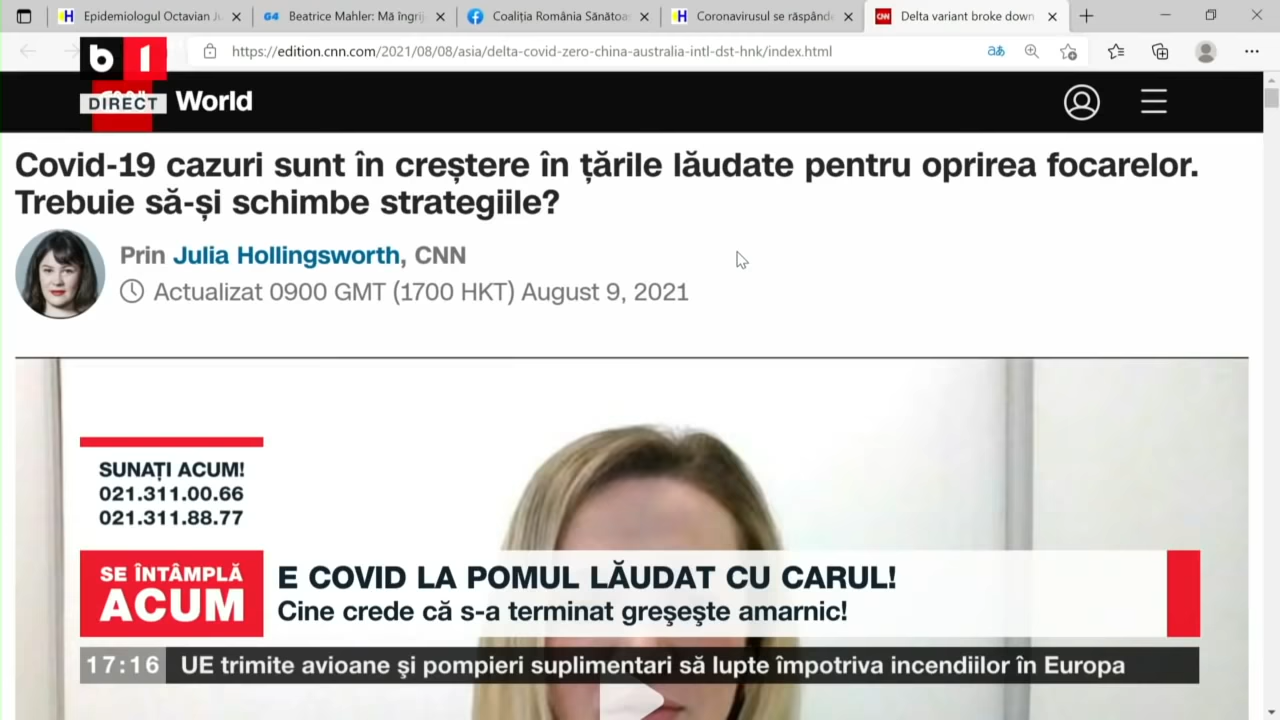 Epidemiologul Octavian Ju
Beatrice Mahler: Mă îngrij
Coaliția România Sănătoas
Coronavirusul se răspând
Delta variant broke down
https://edition.cnn.com/2021/08/08/asia/delta-covid-zero-china-australia-intl-dst-hnk/index.html
b1
DIRECT
World
Covid-19 cazuri sunt în creștere în țările lăudate pentru oprirea focarelor.
Trebuie să-și schimbe strategiile?
Prin Julia Hollingsworth, CNN
Actualizat 0900 GMT (1700 HKT) August 9, 2021
SUNAȚI ACUM!
021.311.00.66
021.311.88.77
SE ÎNTÂMPLĂ
ACUM
E COVID LA POMUL LĂUDAT CU CARUL!
Cine crede că s-a terminat greşeşte amarnic!
17:16 UE trimite avioane şi pompieri suplimentari să lupte împotriva incendiilor în Europa